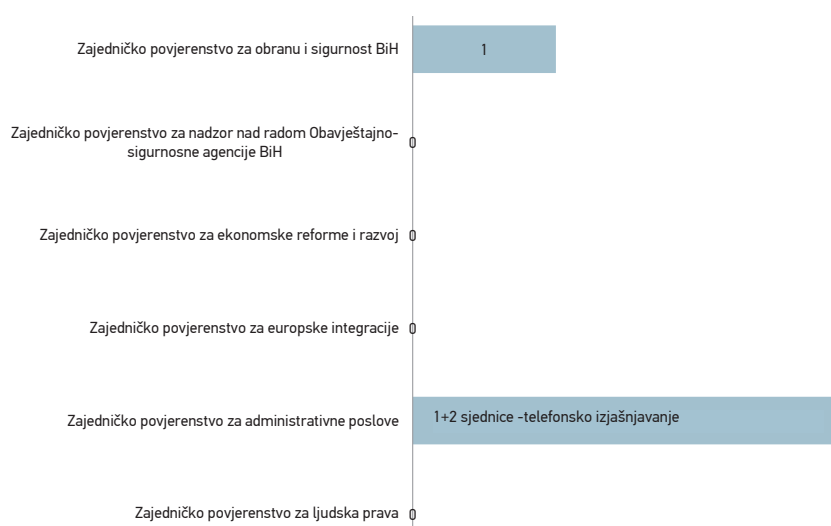 Zajedničko povjerenstvo za obranu i sigurnost BiH
1
Zajedničko povjerenstvo za nadzor nad radom Obavještajno-
sigurnosne agencije BiH
0
Zajedničko povjerenstvo za ekonomske reforme i razvoj
0
Zajedničko povjerenstvo za europske integracije
0
Zajedničko povjerenstvo za administrativne poslove
1+2 sjednice -telefonsko izjašnjavanje
Zajedničko povjerenstvo za ljudska prava
0